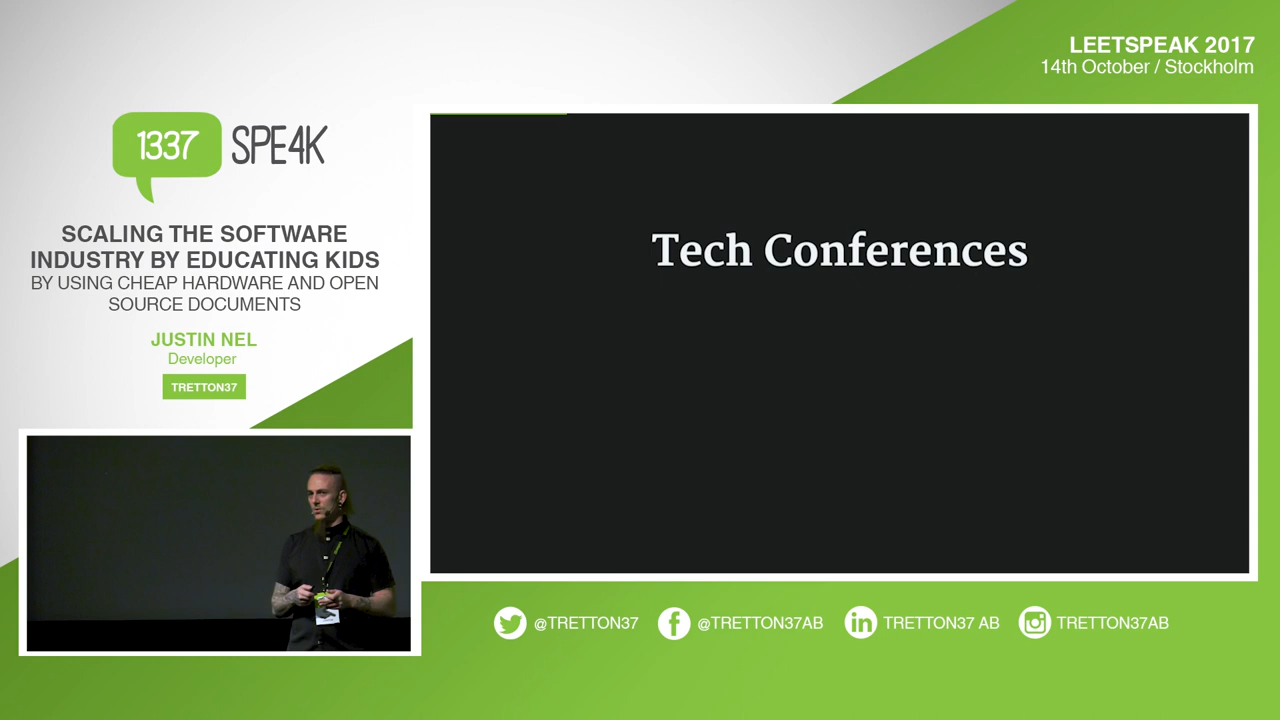 LEETSPEAK 2017
14th October / Stockholm
1337 SPE4K
SCALING THE SOFTWARE
INDUSTRY BY EDUCATING KIDS
BY USING CHEAP HARDWARE AND OPEN
SOURCE DOCUMENTS
JUSTIN NEL
Developer
TRETTON37
Tech Conferences
@TRETTON37
@TRETTON37AB
TRETTON37 AB
TRETTON37AB